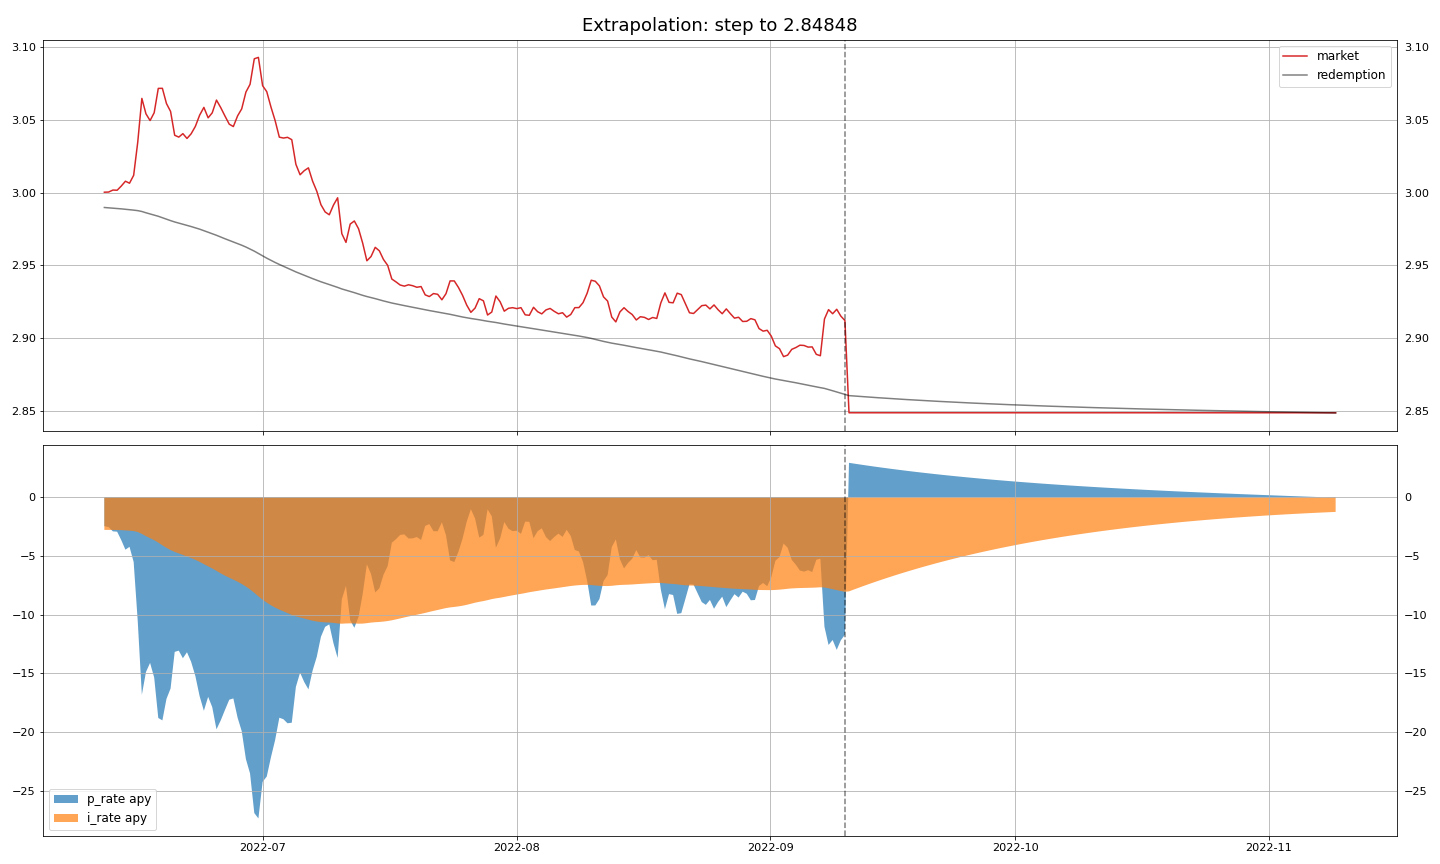 Extrapolation: step to 2.84848
3.10 3.10
3.05 3.05
3.00 3.00
2.95 2.95
2.90 2.90
2.85 2.85
market
redemption
0 0
−5 −5
−10 −10
−15 −15
−20 −20
−25 −25
p_rate apy
i_rate apy
2022-07 2022-08 2022-09 2022-10 2022-11